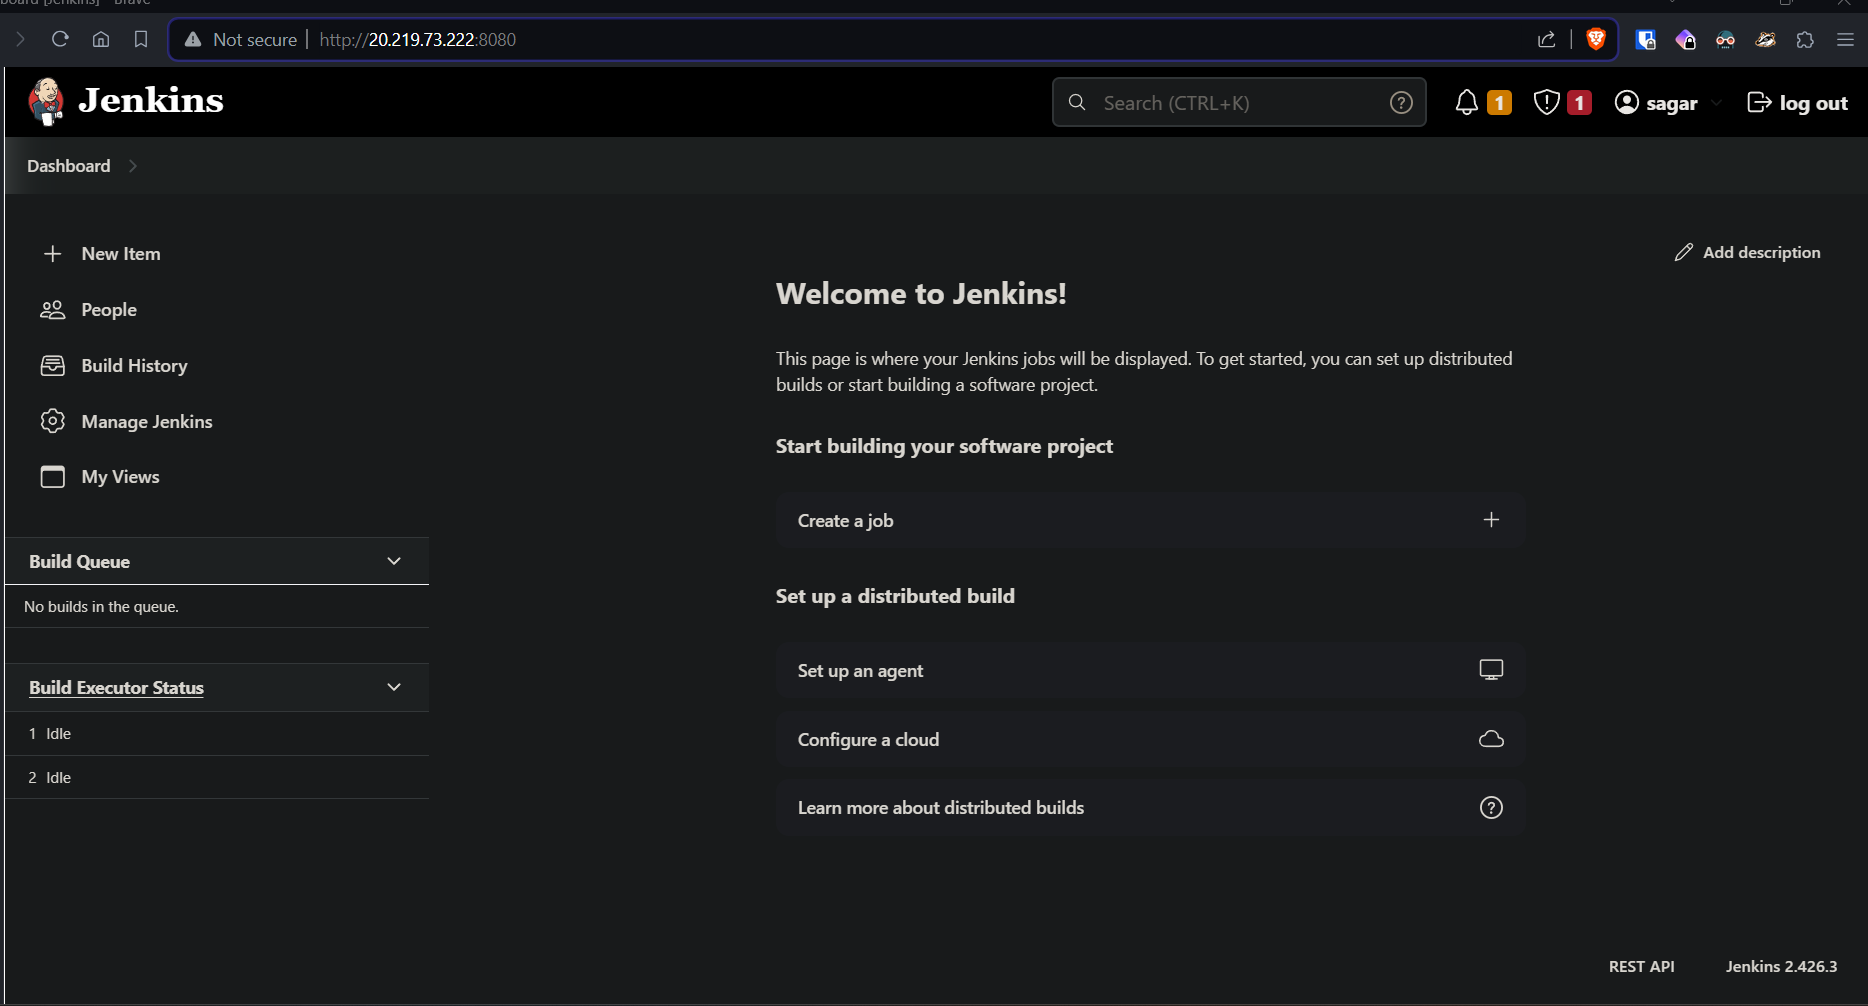 Not secure http://20.219.73.222:8080
Jenkins
Search (CTRL+K)
1
1
sagar
log out
Dashboard
New Item
People
Build History
Manage Jenkins
My Views
Build Queue
No builds in the queue.
Build Executor Status
1 Idle
2 Idle
Add description
Welcome to Jenkins!
This page is where your Jenkins jobs will be displayed. To get started, you can set up distributed
builds or start building a software project.
Start building your software project
Create a job
Set up a distributed build
Set up an agent
Configure a cloud
Learn more about distributed builds
REST API
Jenkins 2.426.3